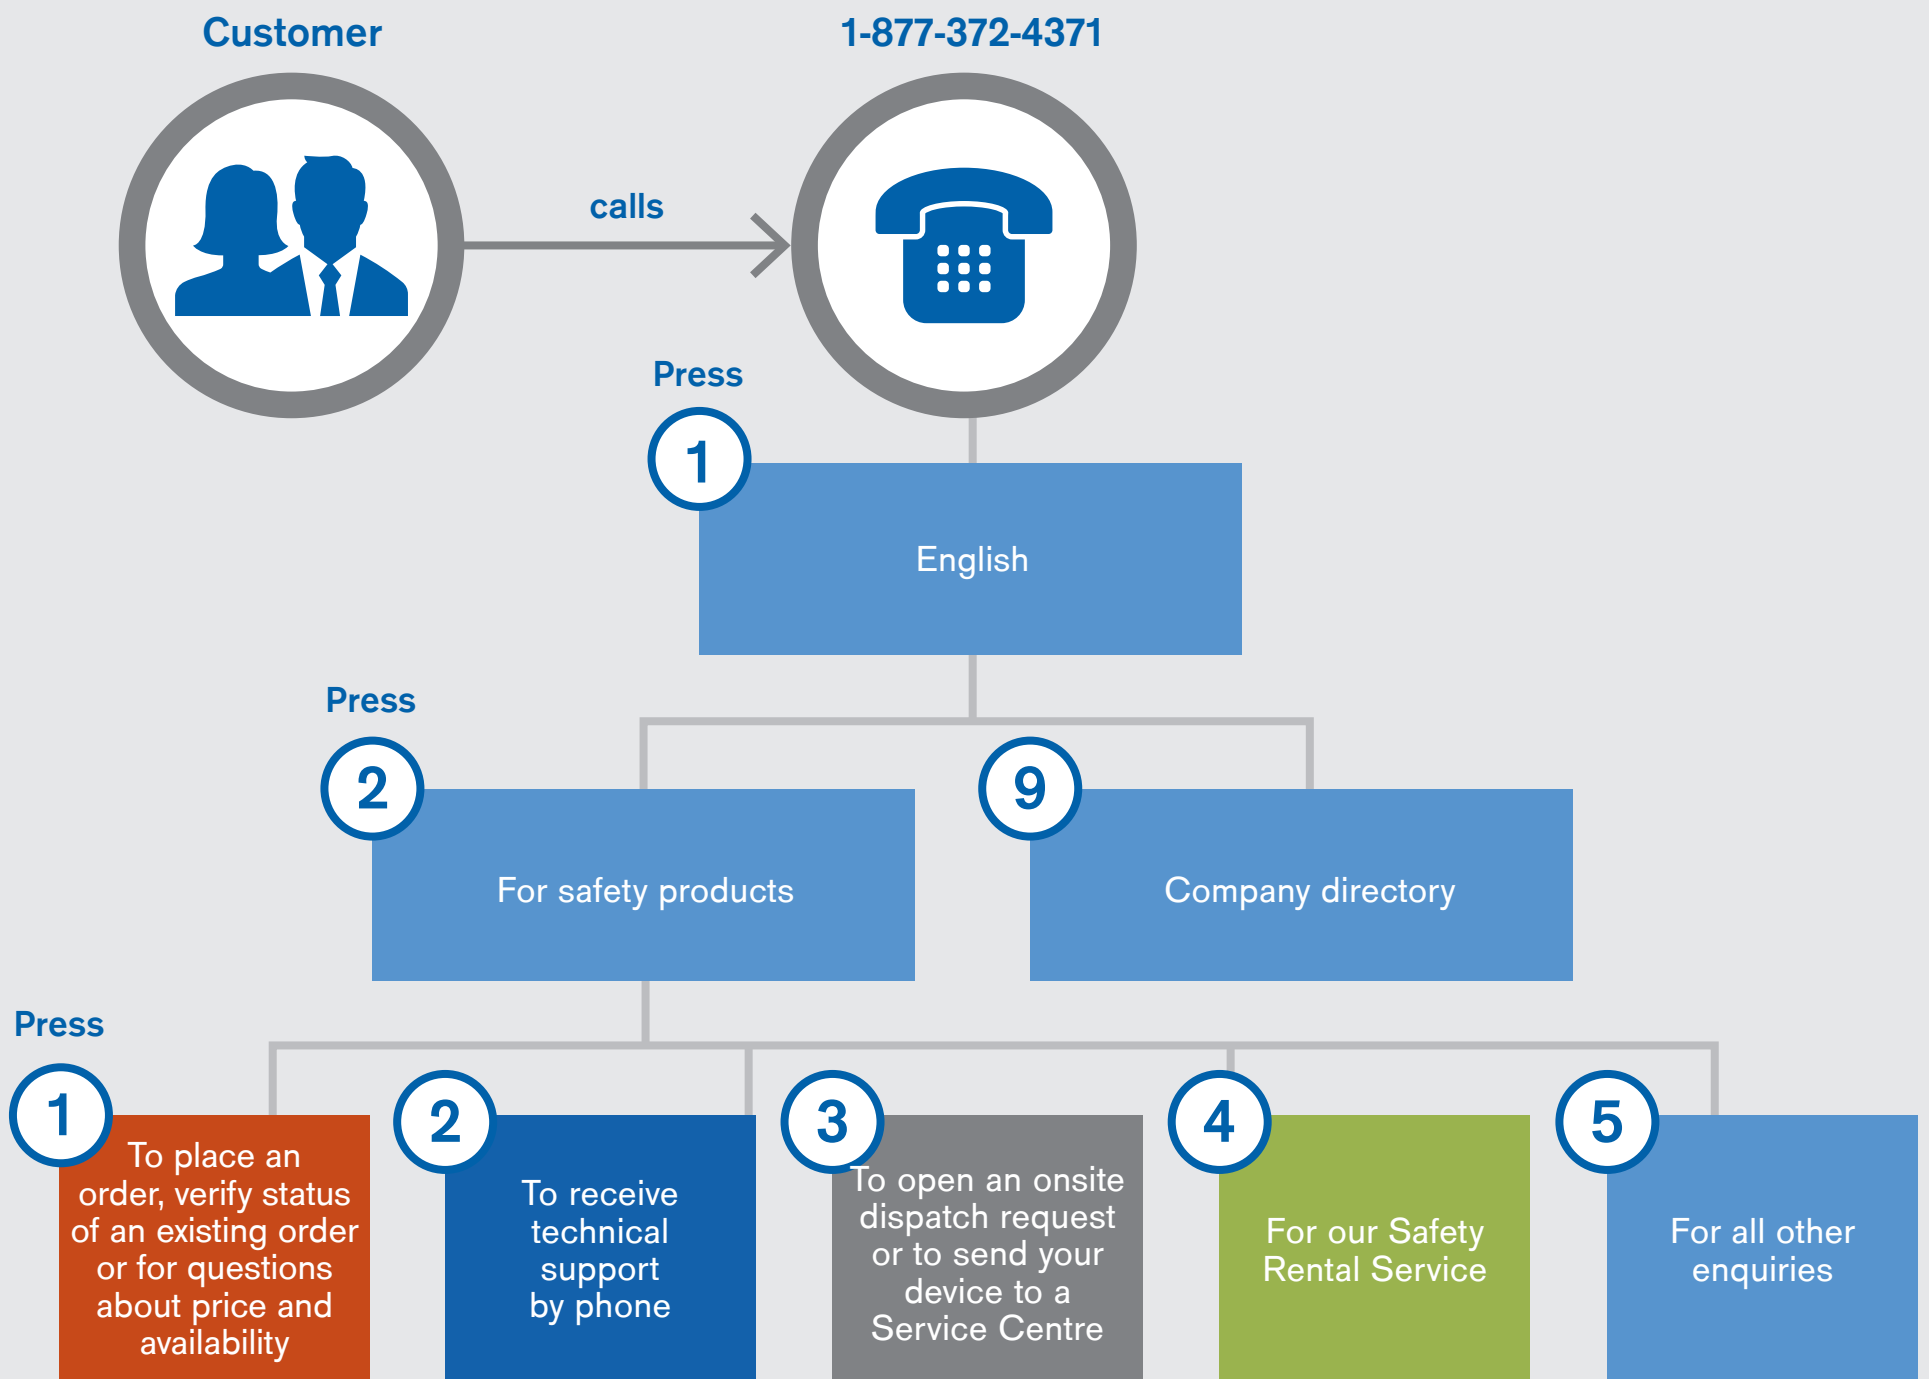 Customer
1-877-372-4371
calls
Press
1
English
Press
2
For safety products
9
Company directory
Press
1
To place an
order, verify status
of an existing order
or for questions
about price and
availability
2
To receive
technical
support
by phone
3
To open an onsite
dispatch request
or to send your
device to a
Service Centre
4
For our Safety
Rental Service
5
For all other
enquiries